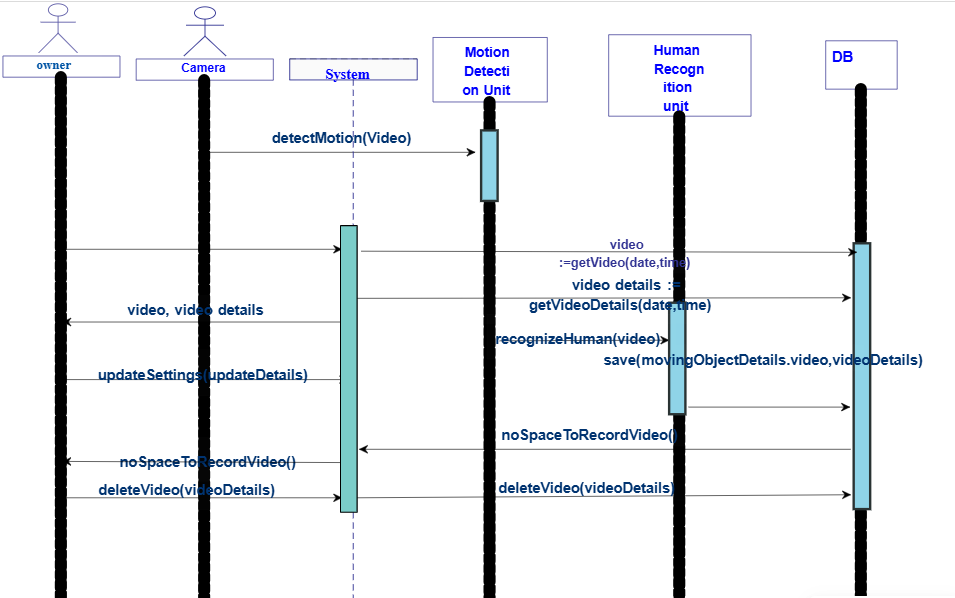 owner
Camera
System
Motion
Detecti
on Unit
Human
Recogn
ition
unit
DB
detectMotion(Video)
video
:=getVideo(date,time)
video details :=
getVideoDetails(date,time)
video, video details
recognizeHuman(video)
save(movingObjectDetails.video,videoDetails)
updateSettings(updateDetails)
noSpaceToRecordVideo()
noSpaceToRecordVideo()
deleteVideo(videoDetails)
deleteVideo(videoDetails)